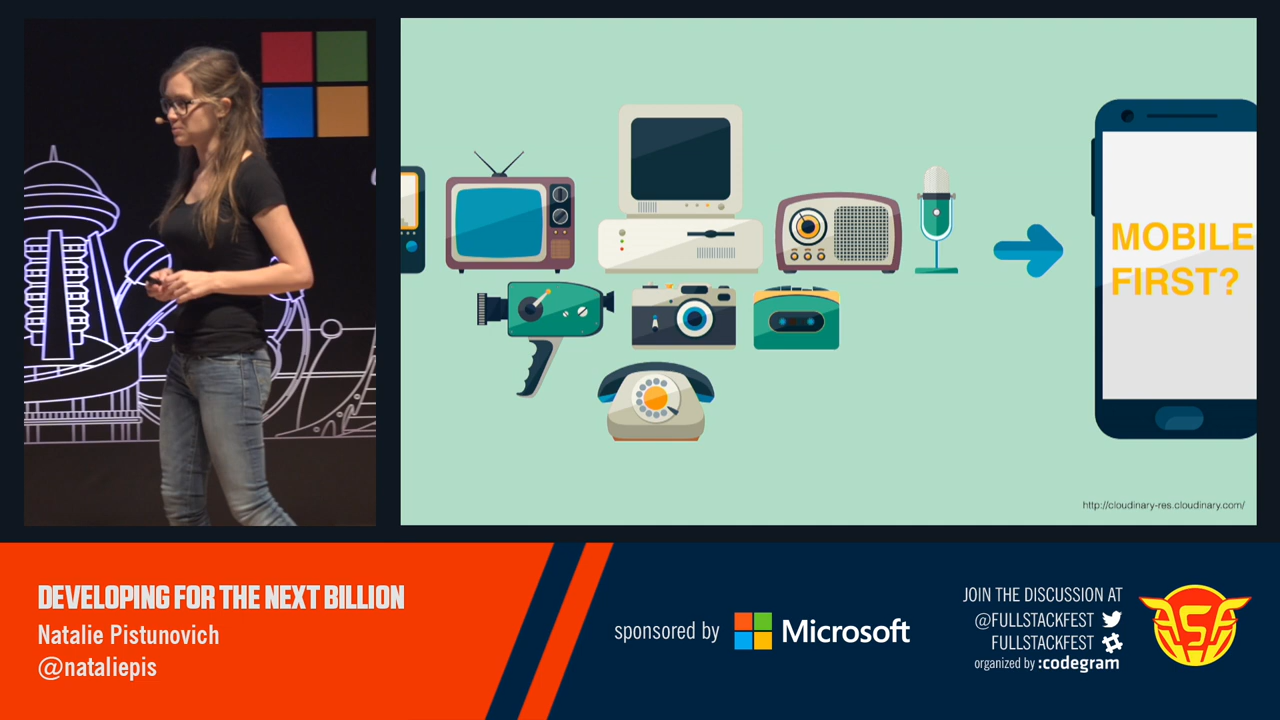 MOBILE
FIRST?
http://cloudinary-res.cloudinary.com/
DEVELOPING FOR THE NEXT BILLION
Natalie Pistunovich
@nataliepis
sponsored by Microsoft
JOIN THE DISCUSSION AT
@FULLSTACKFEST
FULLSTACKFEST
organized by :codegram
FSF